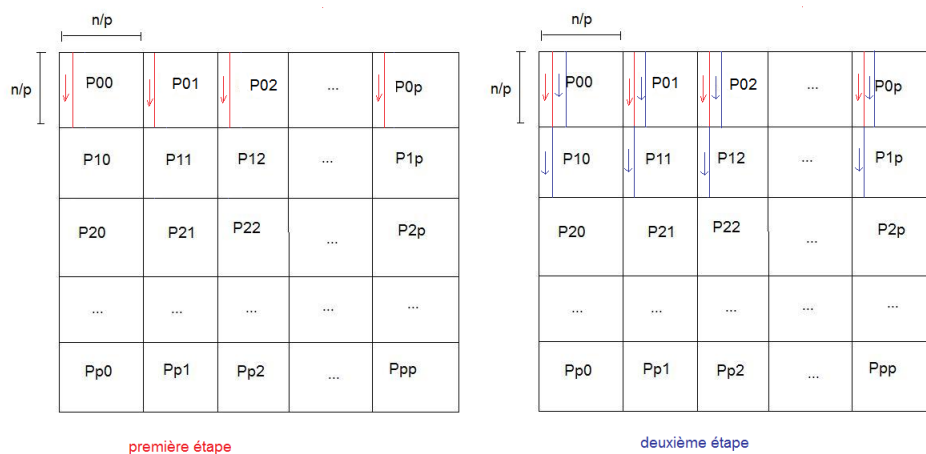 n/p
n/p P00 P01 P02 ... P0p
P10 P11 P12 ... P1p
P20 P21 P22 ... P2p
... ... ... ... ...
Pp0 Pp1 Pp2 ... Ppp
première étape
n/p
n/p P00 P01 P02 ... P0p
P10 P11 P12 ... P1p
P20 P21 P22 ... P2p
... ... ... ... ...
Pp0 Pp1 Pp2 ... Ppp
deuxième étape